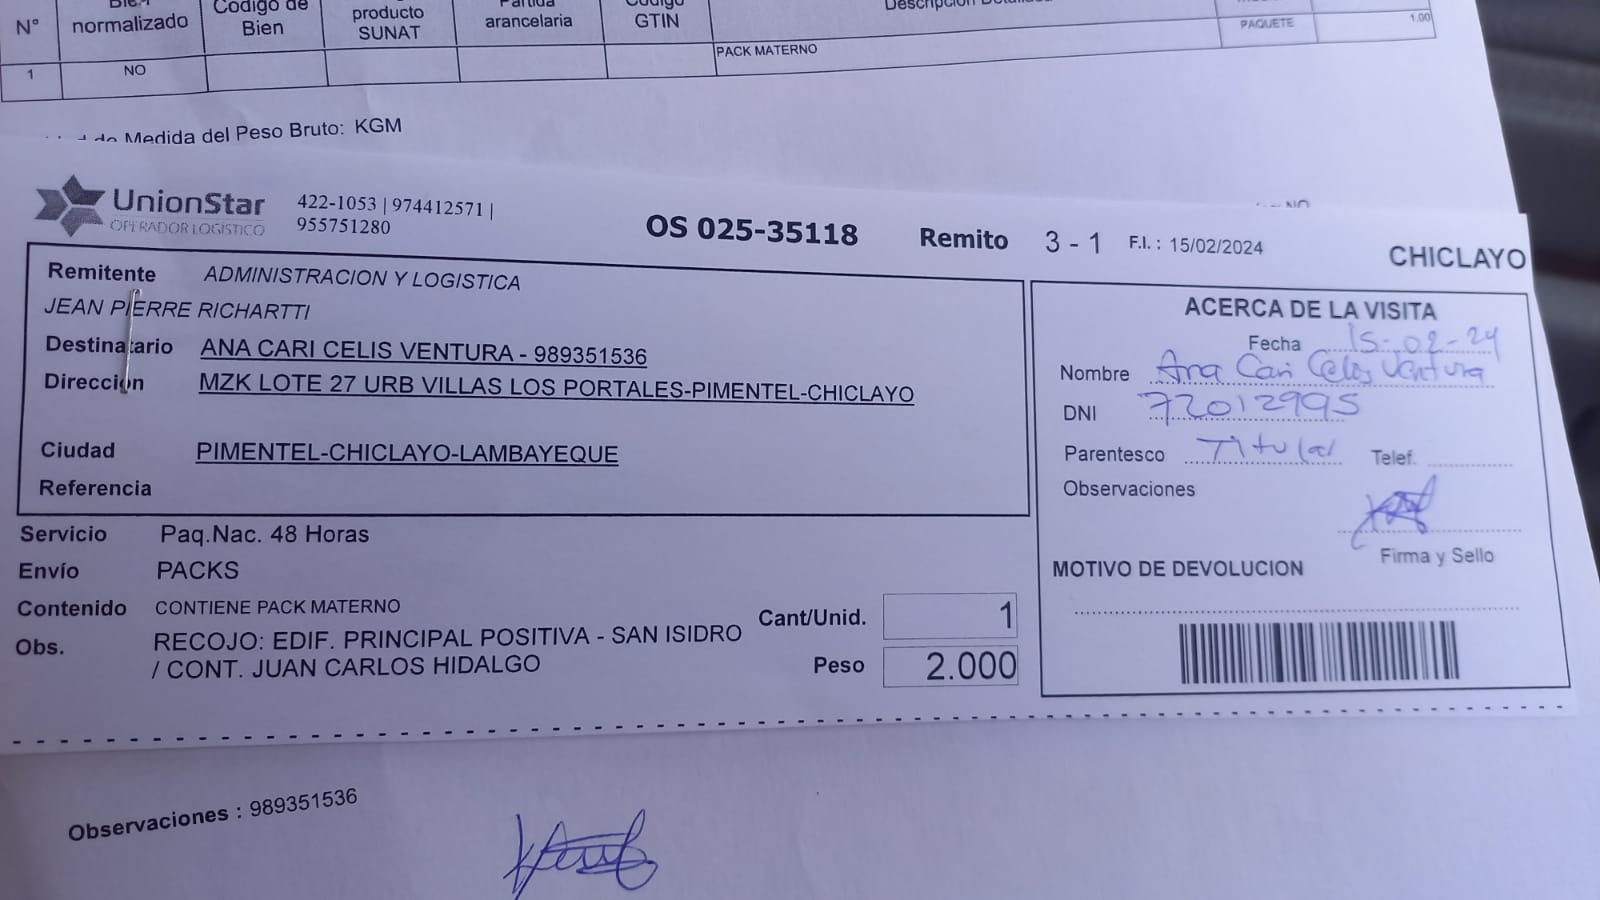 N°
normalizado
Código de
Bien
producto
SUNAT
Partida
arancelaria
Código
GTIN
Descripción Detallada
PAQUETE
1.00
1
NO
PACK MATERNO
de Medida del Peso Bruto: KGM
NO
UnionStar
OPERADOR LOGISTICO
422-1053 | 974412571 |
955751280
OS 025-35118
Remito 3 - 1
F.I. : 15/02/2024
CHICLAYO
Remitente ADMINISTRACION Y LOGISTICA
JEAN PIERRE RICHARTTI
Destinatario ANA CARI CELIS VENTURA - 989351536
Dirección MZK LOTE 27 URB VILLAS LOS PORTALES-PIMENTEL-CHICLAYO
Ciudad PIMENTEL-CHICLAYO-LAMBAYEQUE
Referencia
ACERCA DE LA VISITA
Fecha 15-02-24
Nombre Ana Cari Celis Ventura
DNI 72012995
Parentesco Titular Telef.
Observaciones
Firma y Sello
MOTIVO DE DEVOLUCION
Servicio Paq.Nac. 48 Horas
Envío PACKS
Contenido CONTIENE PACK MATERNO
Obs. RECOJO: EDIF. PRINCIPAL POSITIVA - SAN ISIDRO
/ CONT. JUAN CARLOS HIDALGO
Cant/Unid. 1
Peso 2.000
Observaciones : 989351536